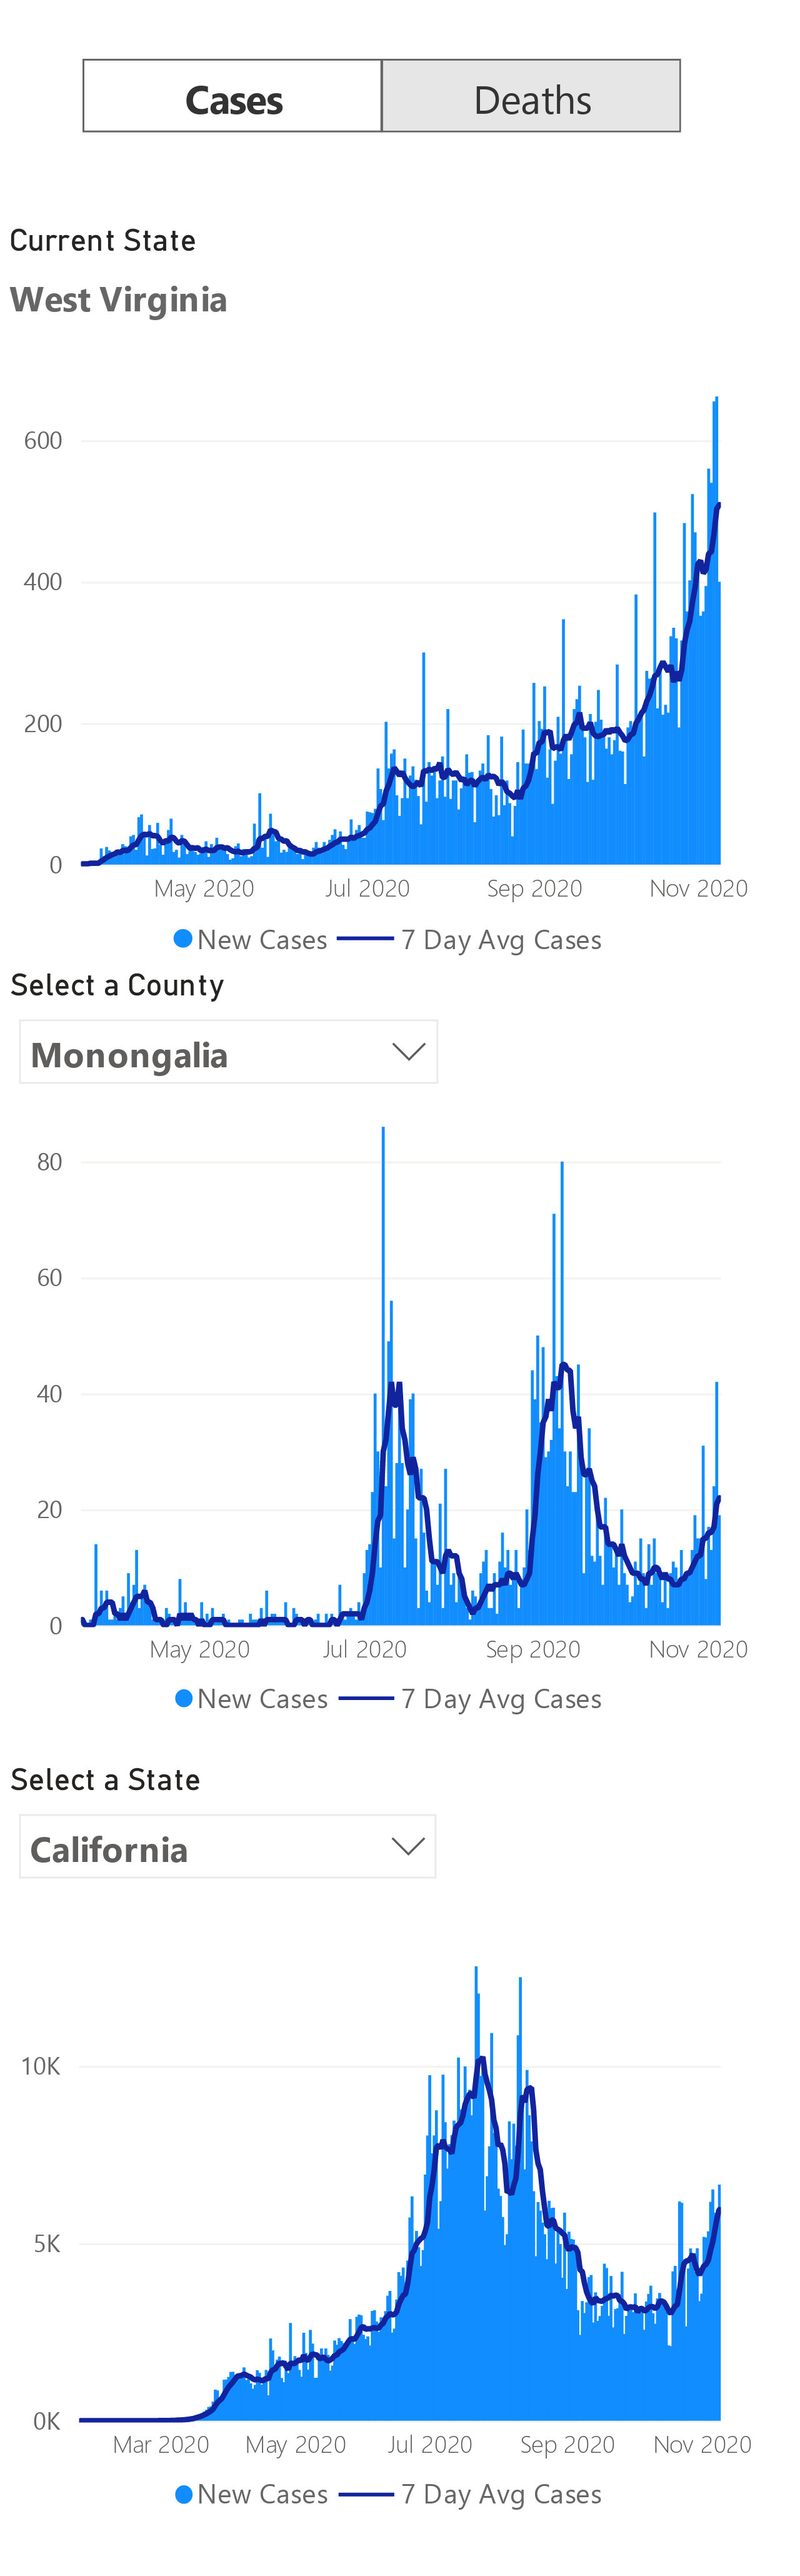 Cases Deaths
Current State
West Virginia
600
400
200
0
May 2020 Jul 2020 Sep 2020 Nov 2020
New Cases 7 Day Avg Cases
Select a County
Monongalia
80
60
40
20
0
May 2020 Jul 2020 Sep 2020 Nov 2020
New Cases 7 Day Avg Cases
Select a State
California
10K
5K
0K
Mar 2020 May 2020 Jul 2020 Sep 2020 Nov 2020
New Cases 7 Day Avg Cases